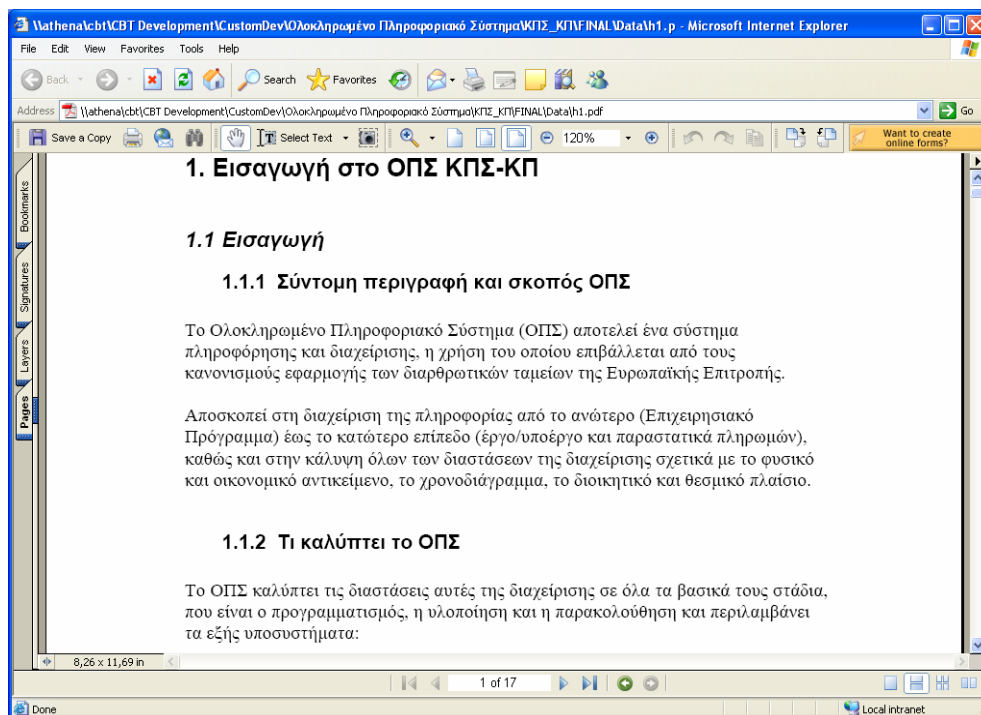 \\athena\cbt\CBT Development\CustomDev\Ολοκληρωμένο Πληροφοριακό Σύστημα\ΚΠΣ_ΚΠ\FINAL\Data\h1.p - Microsoft Internet Explorer
File Edit View Favorites Tools Help
Back Search Favorites
Address \\athena\cbt\CBT Development\CustomDev\Ολοκληρωμένο Πληροφοριακό Σύστημα\ΚΠΣ_ΚΠ\FINAL\Data\h1.pdf Go
Save a Copy Select Text 120% Want to create
online forms?
Bookmarks
Signatures
Layers
Pages
1. Εισαγωγή στο ΟΠΣ ΚΠΣ-ΚΠ
1.1 Εισαγωγή
1.1.1 Σύντομη περιγραφή και σκοπός ΟΠΣ
Το Ολοκληρωμένο Πληροφοριακό Σύστημα (ΟΠΣ) αποτελεί ένα σύστημα
πληροφόρησης και διαχείρισης, η χρήση του οποίου επιβάλλεται από τους
κανονισμούς εφαρμογής των διαρθρωτικών ταμείων της Ευρωπαϊκής Επιτροπής.
Αποσκοπεί στη διαχείριση της πληροφορίας από το ανώτερο (Επιχειρησιακό
Πρόγραμμα) έως το κατώτερο επίπεδο (έργο/υποέργο και παραστατικά πληρωμών),
καθώς και στην κάλυψη όλων των διαστάσεων της διαχείρισης σχετικά με το φυσικό
και οικονομικό αντικείμενο, το χρονοδιάγραμμα, το διοικητικό και θεσμικό πλαίσιο.
1.1.2 Τι καλύπτει το ΟΠΣ
Το ΟΠΣ καλύπτει τις διαστάσεις αυτές της διαχείρισης σε όλα τα βασικά τους στάδια,
που είναι ο προγραμματισμός, η υλοποίηση και η παρακολούθηση και περιλαμβάνει
τα εξής υποσυστήματα:
8,26 x 11,69 in
1 of 17
Done Local intranet